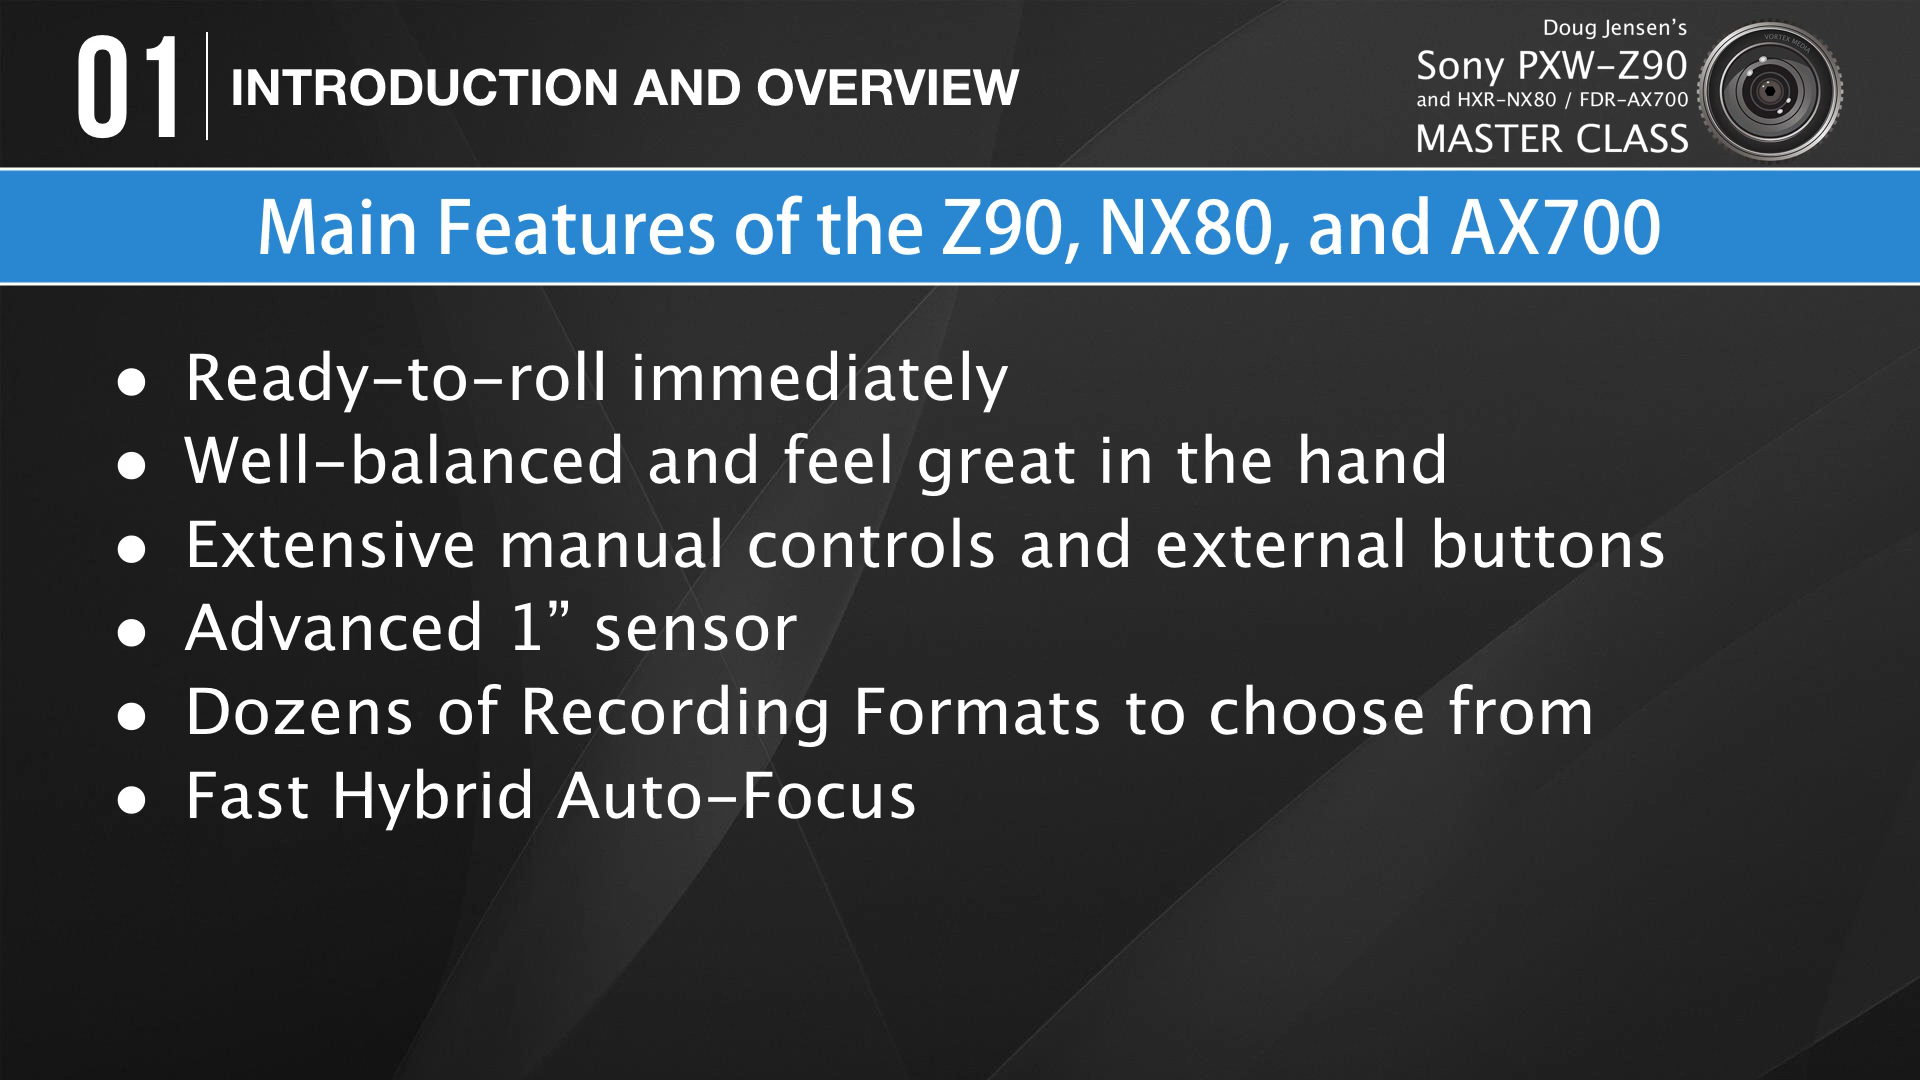 01
INTRODUCTION AND OVERVIEW
Doug Jensen’s
Sony PXW–Z90
and HXR–NX80 / FDR–AX700
MASTER CLASS
VORTEX MEDIA
Main Features of the Z90, NX80, and AX700
● Ready–to–roll immediately
● Well–balanced and feel great in the hand
● Extensive manual controls and external buttons
● Advanced 1” sensor
● Dozens of Recording Formats to choose from
● Fast Hybrid Auto–Focus